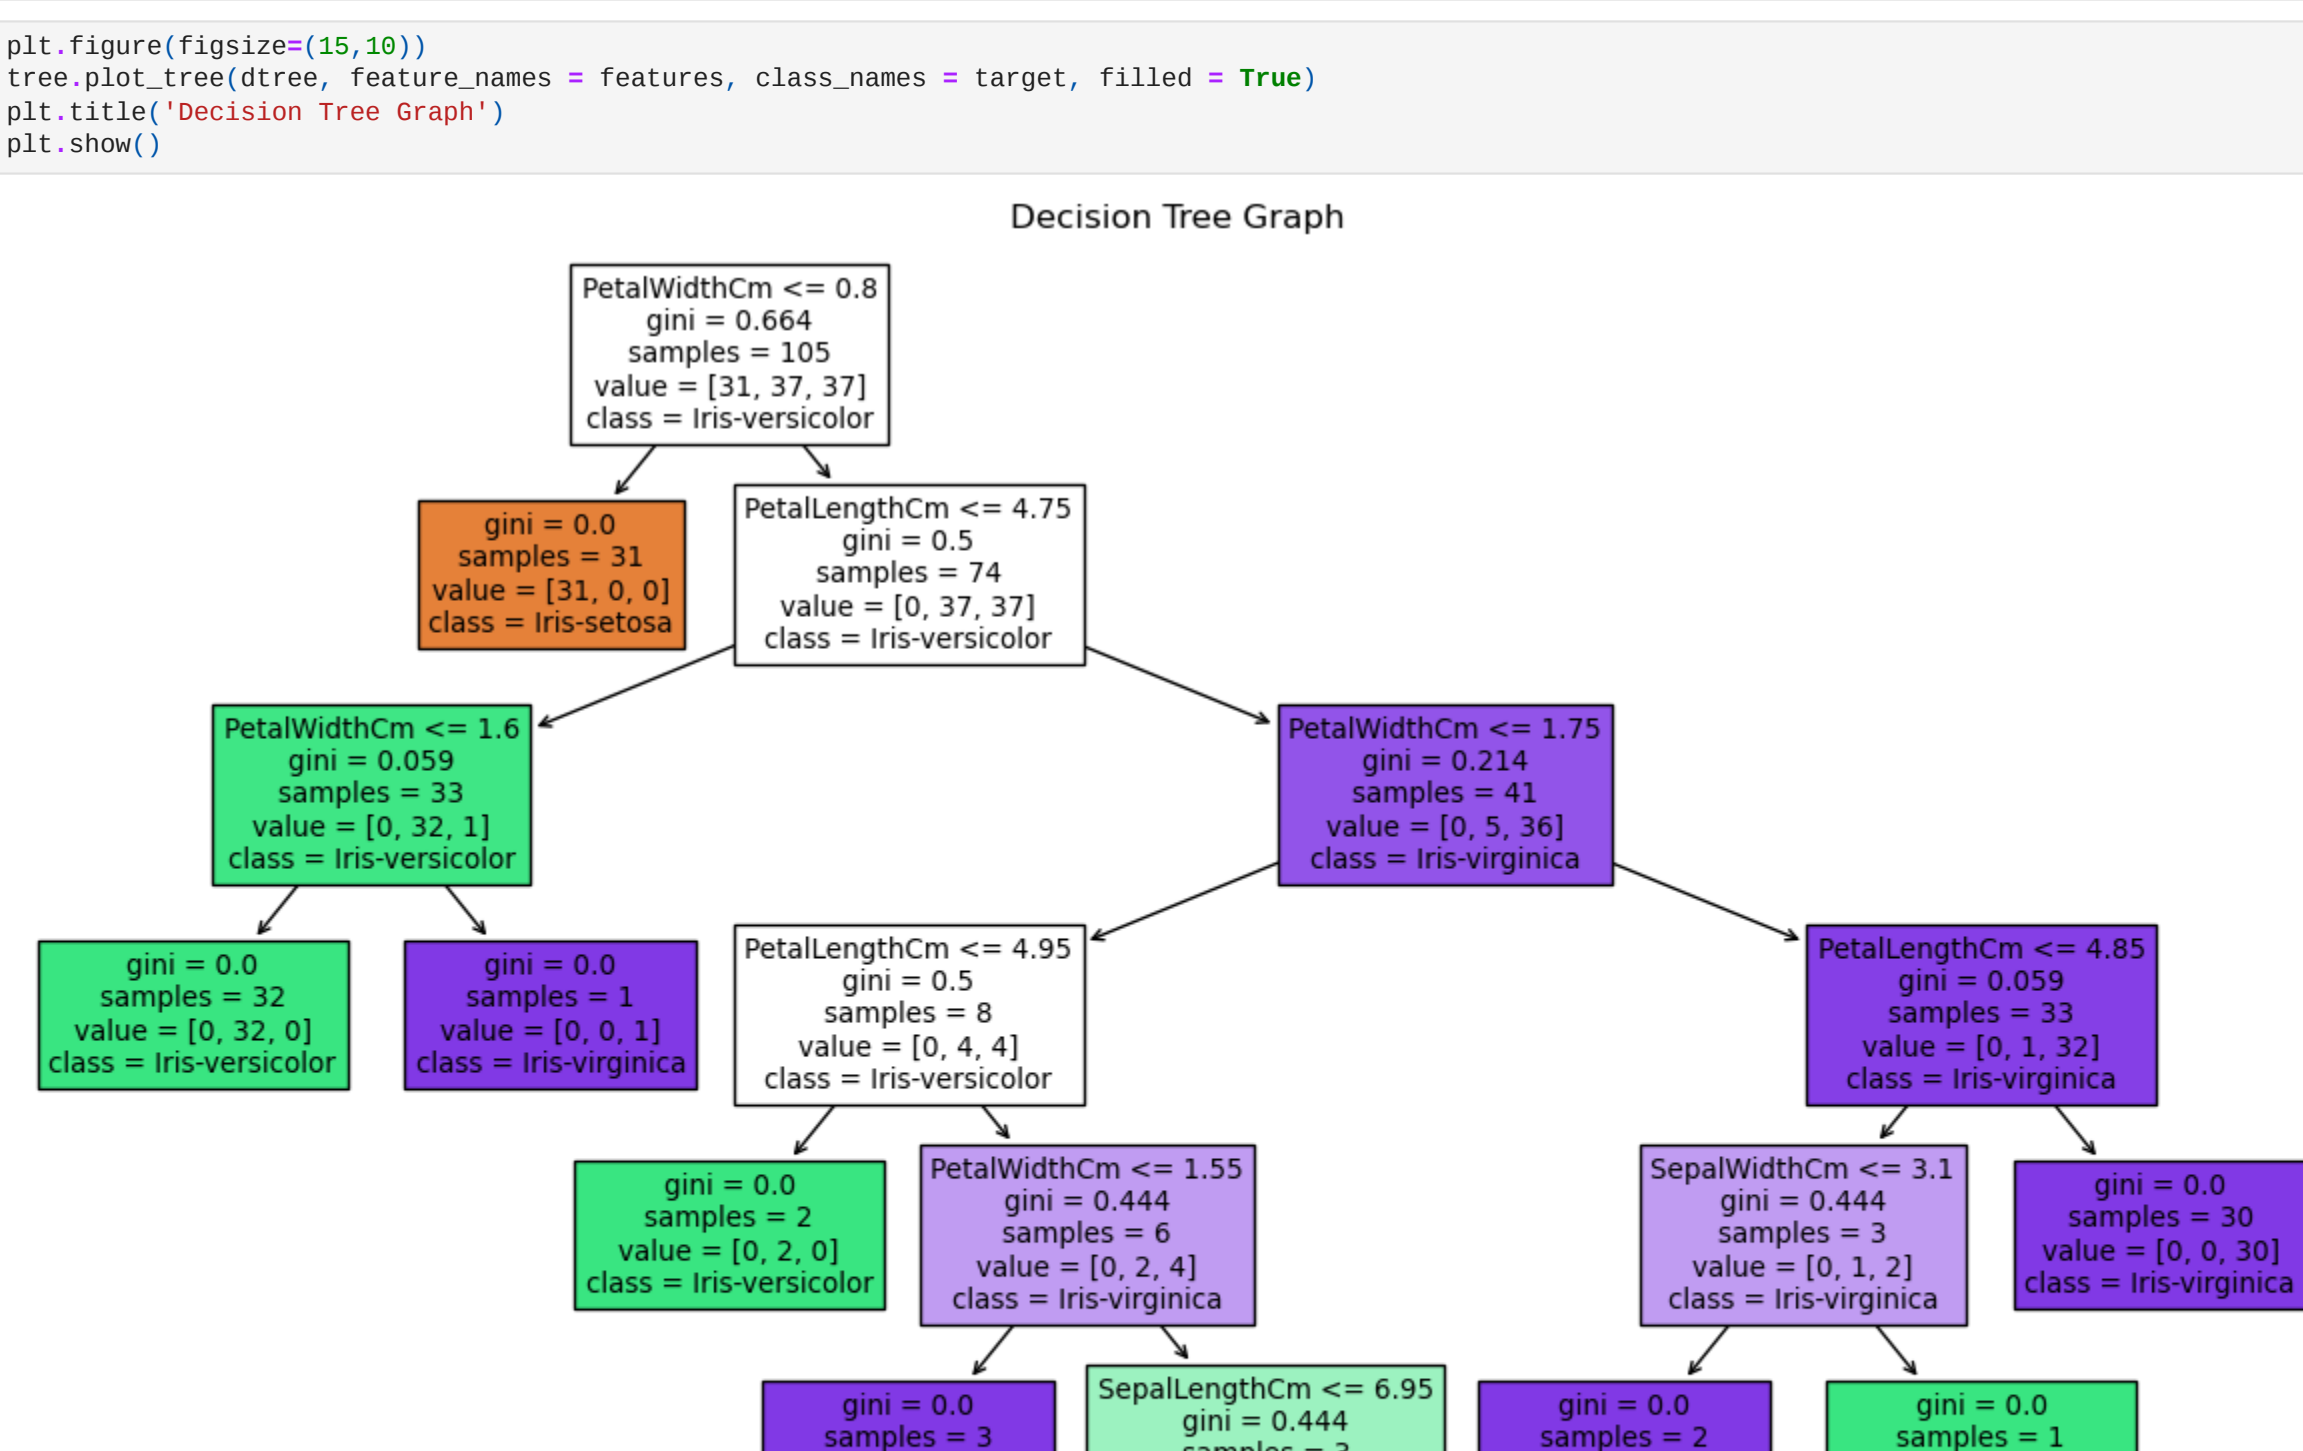 plt.figure(figsize=(15,10))
tree.plot_tree(dtree, feature_names = features, class_names = target, filled = True)
plt.title('Decision Tree Graph')
plt.show()
Decision Tree Graph
PetalWidthCm <= 0.8
gini = 0.664
samples = 105
value = [31, 37, 37]
class = Iris-versicolor
gini = 0.0
samples = 31
value = [31, 0, 0]
class = Iris-setosa
PetalLengthCm <= 4.75
gini = 0.5
samples = 74
value = [0, 37, 37]
class = Iris-versicolor
PetalWidthCm <= 1.6
gini = 0.059
samples = 33
value = [0, 32, 1]
class = Iris-versicolor
PetalWidthCm <= 1.75
gini = 0.214
samples = 41
value = [0, 5, 36]
class = Iris-virginica
gini = 0.0
samples = 32
value = [0, 32, 0]
class = Iris-versicolor
gini = 0.0
samples = 1
value = [0, 0, 1]
class = Iris-virginica
PetalLengthCm <= 4.95
gini = 0.5
samples = 8
value = [0, 4, 4]
class = Iris-versicolor
PetalLengthCm <= 4.85
gini = 0.059
samples = 33
value = [0, 1, 32]
class = Iris-virginica
gini = 0.0
samples = 2
value = [0, 2, 0]
class = Iris-versicolor
PetalWidthCm <= 1.55
gini = 0.444
samples = 6
value = [0, 2, 4]
class = Iris-virginica
SepalWidthCm <= 3.1
gini = 0.444
samples = 3
value = [0, 1, 2]
class = Iris-virginica
gini = 0.0
samples = 30
value = [0, 0, 30]
class = Iris-virginica
gini = 0.0
samples = 3
SepalLengthCm <= 6.95
gini = 0.444
gini = 0.0
samples = 2
gini = 0.0
samples = 1